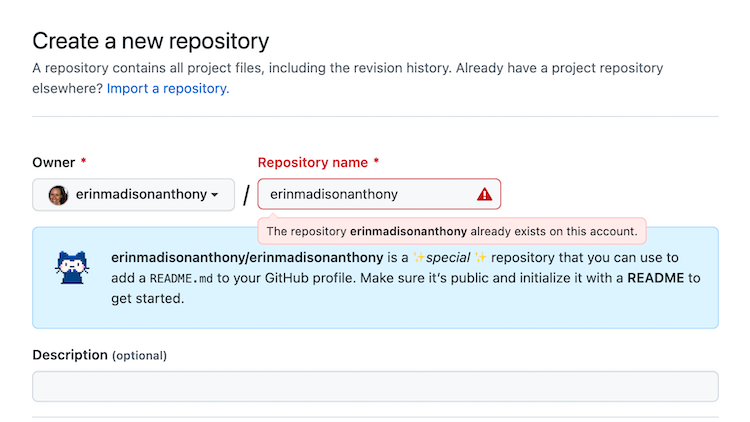 Create a new repository
A repository contains all project files, including the revision history. Already have a project repository
elsewhere? Import a repository.
Owner *
Repository name *
erinmadisonanthony
/
erinmadisonanthony
The repository erinmadisonanthony already exists on this account.
erinmadisonanthony/erinmadisonanthony is a ✨special ✨ repository that you can use to
add a README.md to your GitHub profile. Make sure it’s public and initialize it with a README to
get started.
Description (optional)